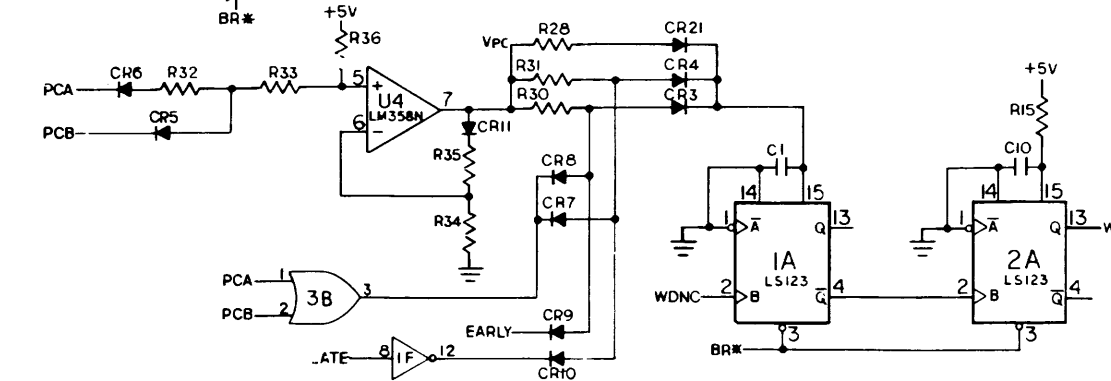 BR*
+5V
R36
VPC
R28
CR21
R31
CR4
R30
CR3
PCA
CR6
R32
R33
5
+
U4
LM358N
7
6
−
PCB
CR5
CR11
R35
R34
CR8
CR7
+5V
R15
C1
C10
14
15
14
15
1
A
Q
13
1A
LS123
WDNC
2
B
Q
4
3
1
A
Q
13
W
2A
LS123
2
B
Q
4
3
BR*
PCA
1
3B
3
PCB
2
EARLY
CR9
ATE
8
1F
12
CR10